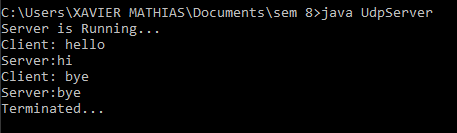 C:\Users\XAVIER MATHIAS\Documents\sem 8>java UdpServer
Server is Running...
Client: hello
Server:hi
Client: bye
Server:bye
Terminated...